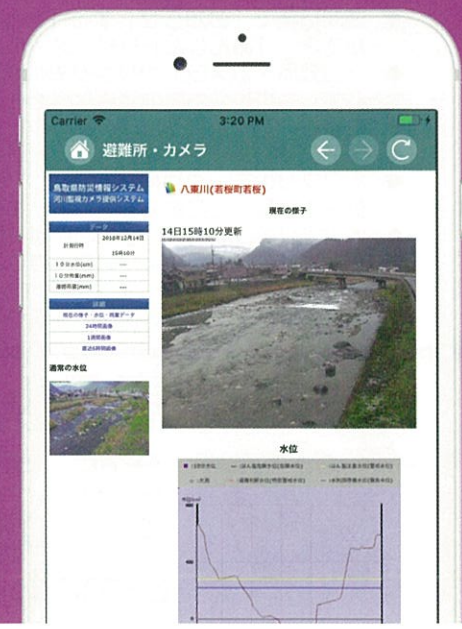 Carrier 3:20 PM
避難所・カメラ
鳥取県防災情報システム
河川監視カメラ提供システム
データ
計測日時
2018年12月14日
15時10分
10分水位(cm) ---
10分雨量(mm) ---
累積雨量(mm) ---
詳細
現在の様子・水位・雨量データ
24時間画像
1週間画像
直近6時間画像
通常の水位
八東川(若桜町若桜)
現在の様子
14日15時10分更新
水位